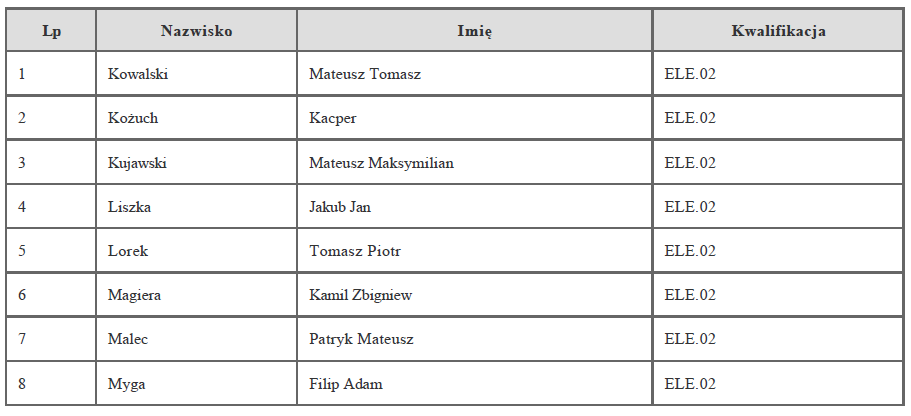 Lp Nazwisko Imię Kwalifikacja
1 Kowalski Mateusz Tomasz ELE.02
2 Kożuch Kacper ELE.02
3 Kujawski Mateusz Maksymilian ELE.02
4 Liszka Jakub Jan ELE.02
5 Lorek Tomasz Piotr ELE.02
6 Magiera Kamil Zbigniew ELE.02
7 Malec Patryk Mateusz ELE.02
8 Myga Filip Adam ELE.02